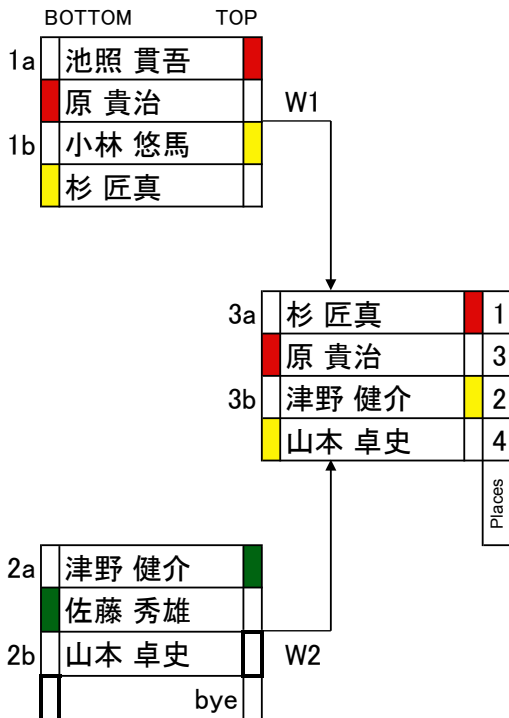 BOTTOM TOP
1a 池照 貫吾
原 貴治
W1
1b 小林 悠馬
杉 匠真
3a 杉 匠真 1
原 貴治 3
3b 津野 健介 2
山本 卓史 4
Places
2a 津野 健介
佐藤 秀雄
2b 山本 卓史 W2
bye